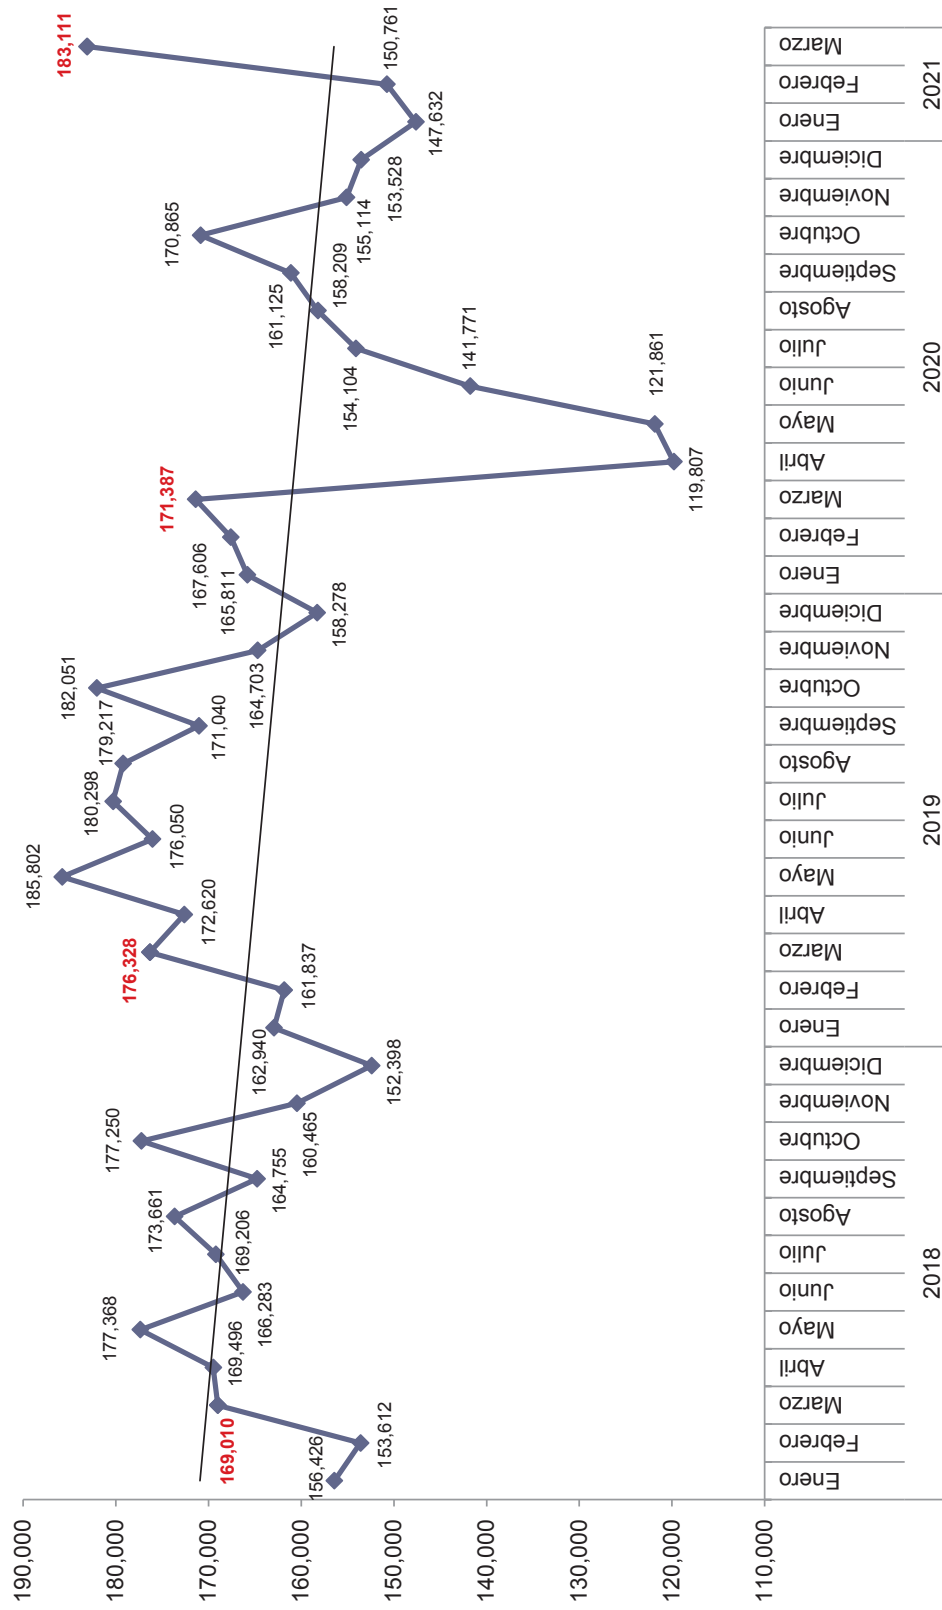 190,000
180,000
170,000
160,000
150,000
140,000
130,000
120,000
110,000
156,426
153,612
169,010
169,496
177,368
166,283
169,206
173,661
164,755
177,250
160,465
152,398
162,940
161,837
176,328
172,620
185,802
176,050
180,298
179,217
171,040
182,051
164,703
158,278
165,811
167,606
171,387
119,807
121,861
141,771
154,104
158,209
161,125
170,865
155,114
153,528
147,632
150,761
183,111
Enero
Febrero
Marzo
Abril
Mayo
Junio
Julio
Agosto
Septiembre
Octubre
Noviembre
Diciembre
Enero
Febrero
Marzo
Abril
Mayo
Junio
Julio
Agosto
Septiembre
Octubre
Noviembre
Diciembre
Enero
Febrero
Marzo
Abril
Mayo
Junio
Julio
Agosto
Septiembre
Octubre
Noviembre
Diciembre
Enero
Febrero
Marzo
2018
2019
2020
2021